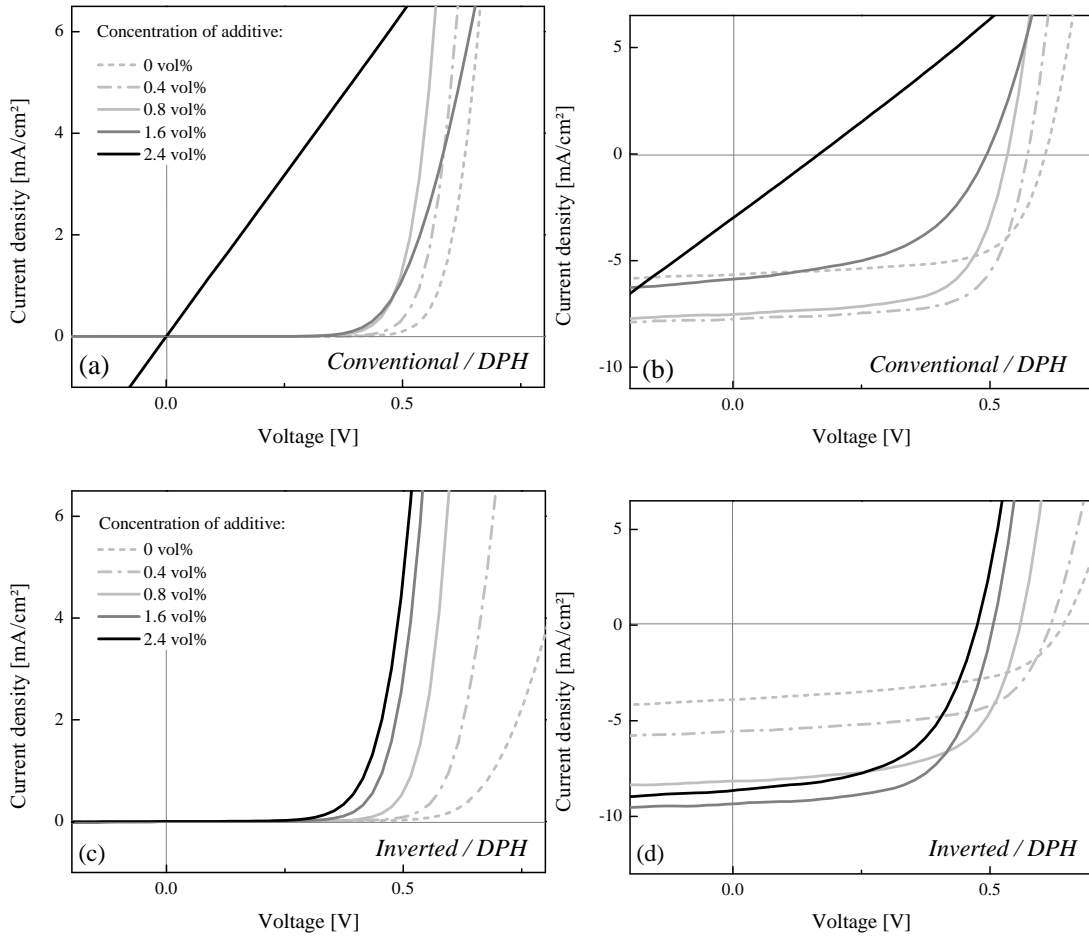 Current density [mA/cm²]
6
4
2
0
Concentration of additive:
0 vol%
0.4 vol%
0.8 vol%
1.6 vol%
2.4 vol%
(a)
Conventional / DPH
0.0
0.5
Voltage [V]
Current density [mA/cm²]
5
0
-5
-10
(b)
Conventional / DPH
0.0
0.5
Voltage [V]
Current density [mA/cm²]
6
4
2
0
Concentration of additive:
0 vol%
0.4 vol%
0.8 vol%
1.6 vol%
2.4 vol%
(c)
Inverted / DPH
0.0
0.5
Voltage [V]
Current density [mA/cm²]
5
0
-5
-10
(d)
Inverted / DPH
0.0
0.5
Voltage [V]